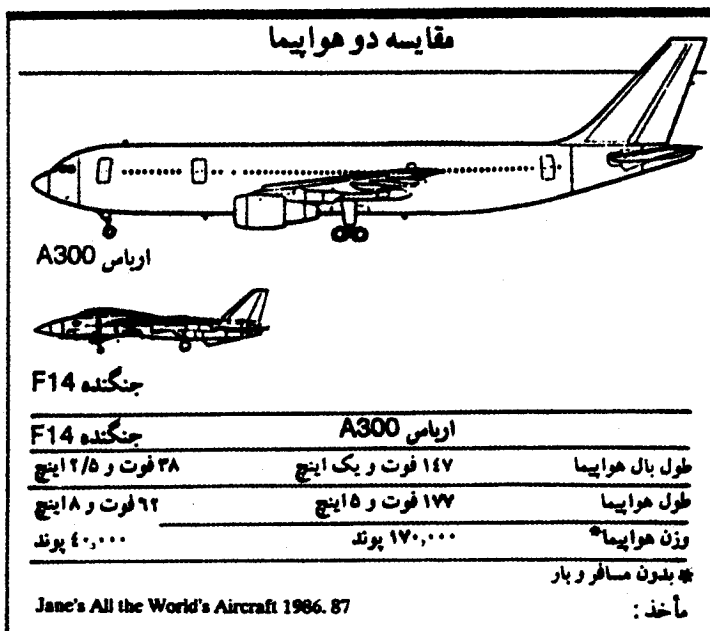 مقایسه دو هواپیما
ارباس A300
جنگنده F14
ارباس A300 جنگنده F14
طول بال هواپیما ۱۴۷ فوت و یک اینچ ۳۸ فوت و ۲/۵ اینچ
طول هواپیما ۱۷۷ فوت و ۵ اینچ ۶۲ فوت و ۸ اینچ
وزن هواپیما* ۱۷۰,۰۰۰ پوند ۴۰,۰۰۰ پوند
* بدون مسافر و بار
مأخذ: Jane's All the World's Aircraft 1986. 87